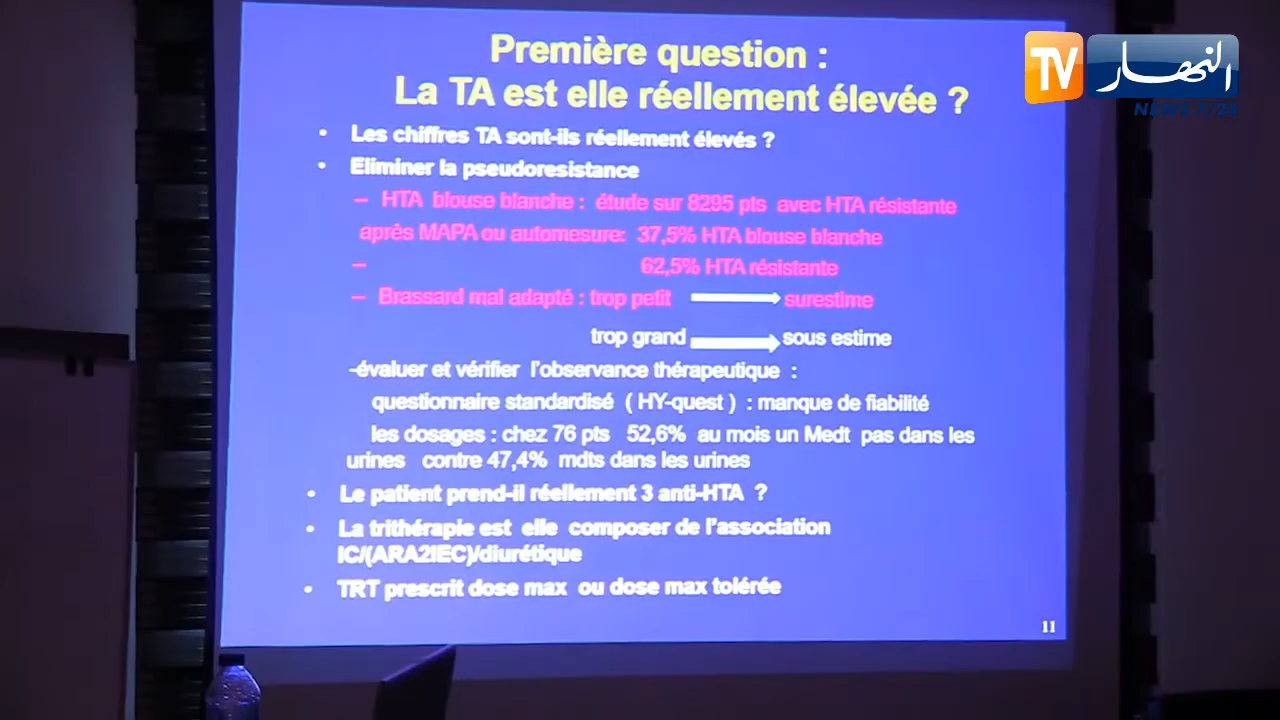 Première question :
La TA est elle réellement élevée ?
• Les chiffres TA sont-ils réellement élevés ?
• Eliminer la pseudoresistance
– HTA blouse blanche : étude sur 8295 pts avec HTA résistante
après MAPA ou automesure: 37,5% HTA blouse blanche
– 62,5% HTA résistante
– Brassard mal adapté : trop petit surestime
trop grand sous estime
-évaluer et vérifier l'observance thérapeutique :
questionnaire standardisé ( HY-quest ) : manque de fiabilité
les dosages : chez 76 pts 52,6% au mois un Medt pas dans les
urines contre 47,4% mdts dans les urines
• Le patient prend-il réellement 3 anti-HTA ?
• La trithérapie est elle composer de l'association
IC/(ARA2IEC)/diurétique
• TRT prescrit dose max ou dose max tolérée
11
TV النهار
NEWS 7/24